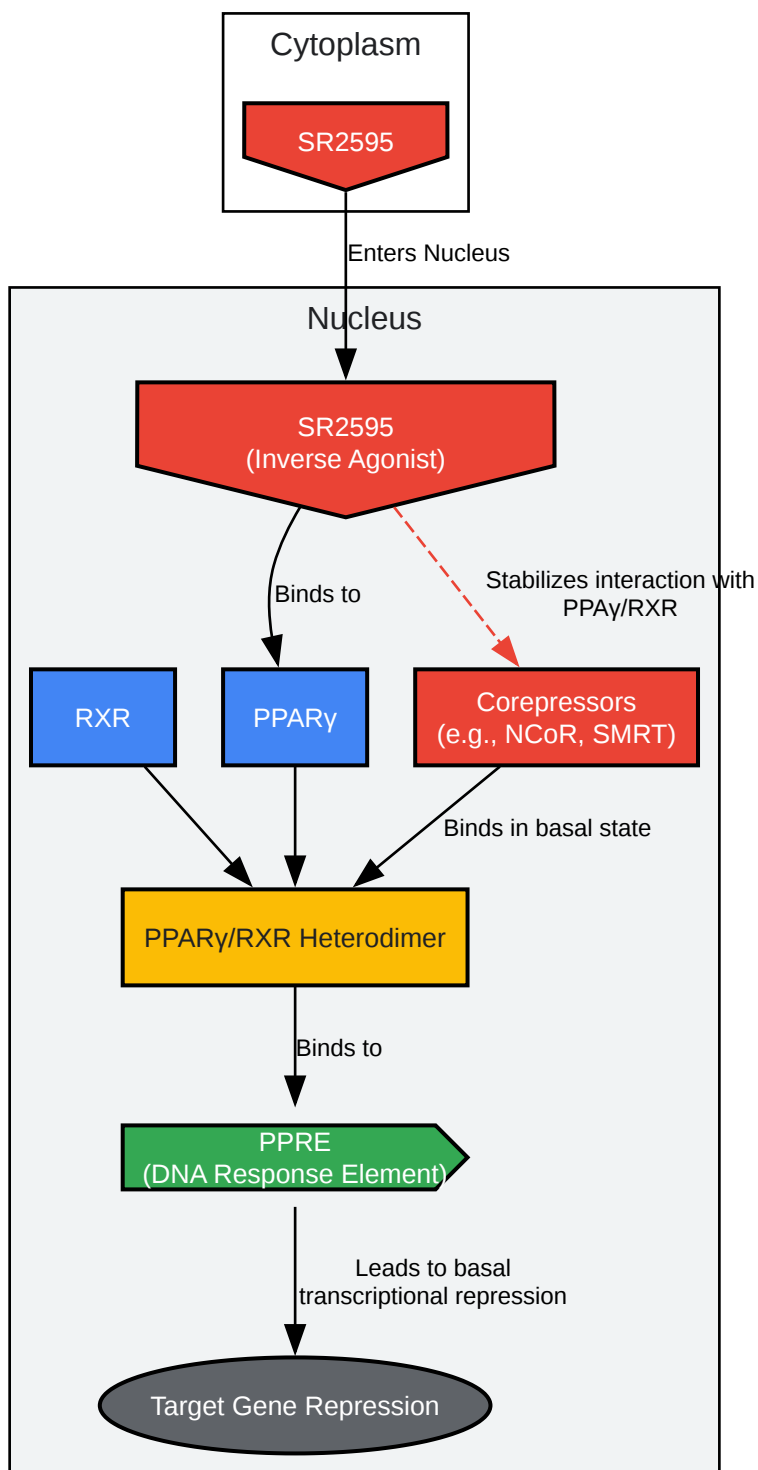 Cytoplasm
SR2595
Enters Nucleus
Nucleus
SR2595
(Inverse Agonist)
Binds to
Stabilizes interaction with
PPAγ/RXR
RXR
PPARγ
Corepressors
(e.g., NCoR, SMRT)
Binds in basal state
PPARγ/RXR Heterodimer
Binds to
PPRE
(DNA Response Element)
Leads to basal
transcriptional repression
Target Gene Repression